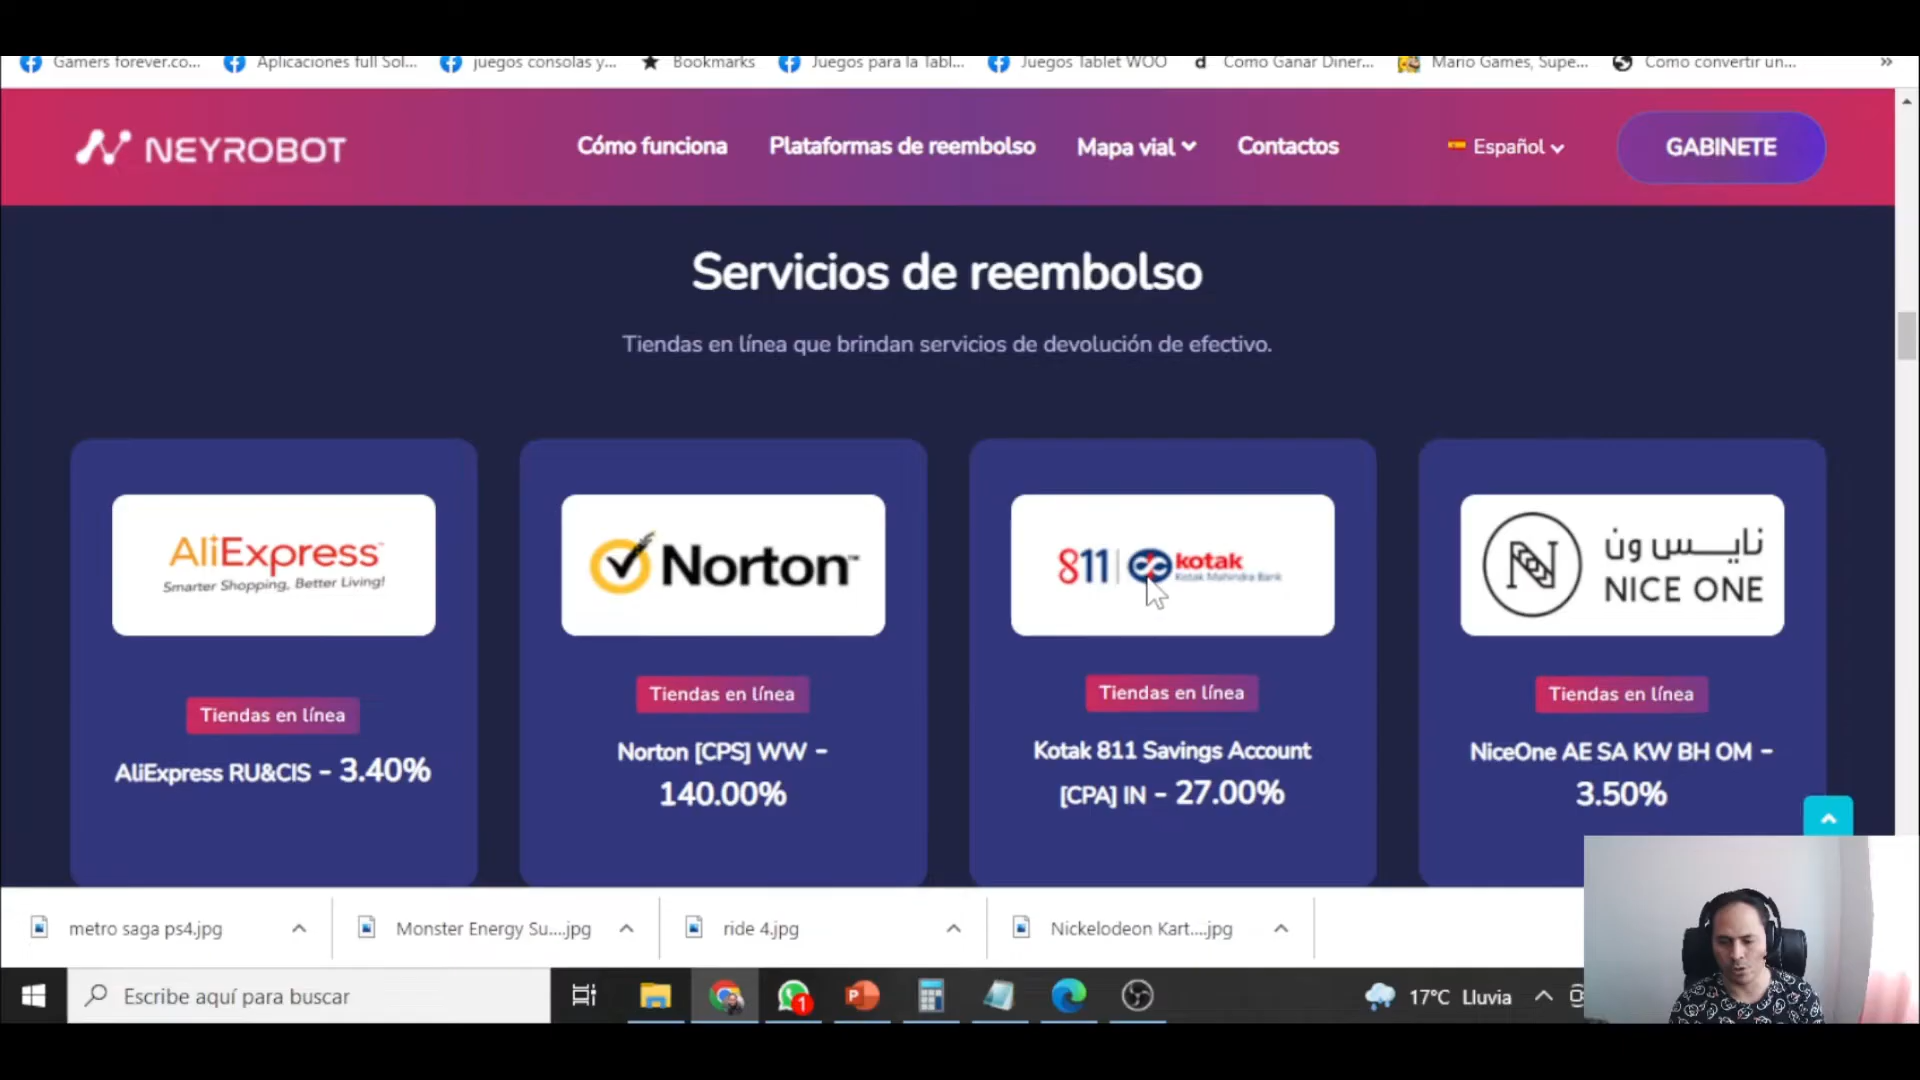 Gamers forever.co...
Aplicaciones full Sol...
juegos consolas y...
Bookmarks
Juegos para la Tabl...
Juegos Tablet WOO
Como Ganar Diner...
Mario Games, Supe...
Como convertir un...
»
NEYROBOT
Cómo funciona
Plataformas de reembolso
Mapa vial
Contactos
Español
GABINETE
Servicios de reembolso
Tiendas en línea que brindan servicios de devolución de efectivo.
AliExpress™
Smarter Shopping, Better Living!
Tiendas en línea
AliExpress RU&CIS - 3.40%
Norton™
Tiendas en línea
Norton [CPS] WW -
140.00%
811 | kotak
Kotak Mahindra Bank
Tiendas en línea
Kotak 811 Savings Account
[CPA] IN - 27.00%
نايس ون
NICE ONE
Tiendas en línea
NiceOne AE SA KW BH OM -
3.50%
metro saga ps4.jpg
Monster Energy Su....jpg
ride 4.jpg
Nickelodeon Kart....jpg
Escribe aquí para buscar
1
P
17°C Lluvia